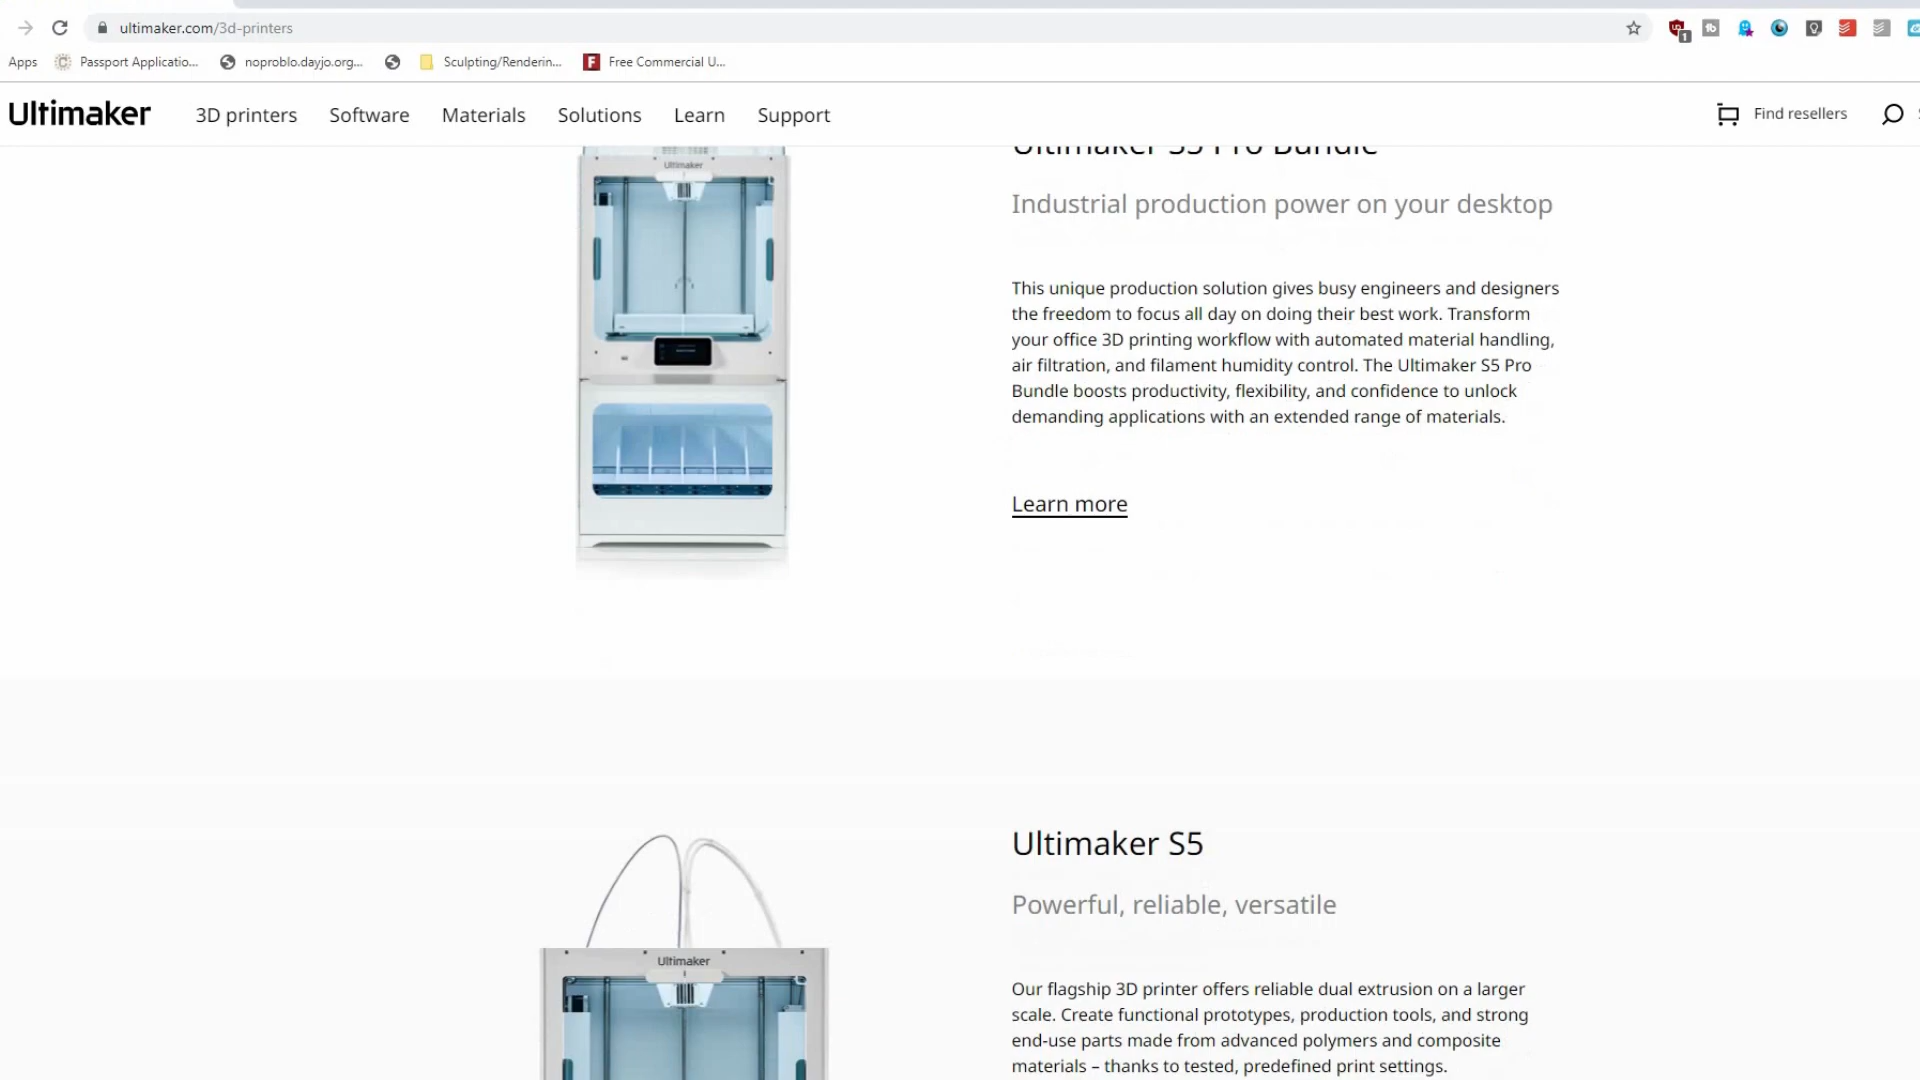 ultimaker.com/3d-printers
1
Apps
Passport Applicatio...
noproblo.dayjo.org...
Sculpting/Renderin...
F
Free Commercial U...
Ultimaker
3D printers
Software
Materials
Solutions
Learn
Support
Find resellers
Ultimaker S5 Pro Bundle
Industrial production power on your desktop
This unique production solution gives busy engineers and designers
the freedom to focus all day on doing their best work. Transform
your office 3D printing workflow with automated material handling,
air filtration, and filament humidity control. The Ultimaker S5 Pro
Bundle boosts productivity, flexibility, and confidence to unlock
demanding applications with an extended range of materials.
Learn more
Ultimaker
Ultimaker S5
Powerful, reliable, versatile
Our flagship 3D printer offers reliable dual extrusion on a larger
scale. Create functional prototypes, production tools, and strong
end-use parts made from advanced polymers and composite
materials – thanks to tested, predefined print settings.
Ultimaker